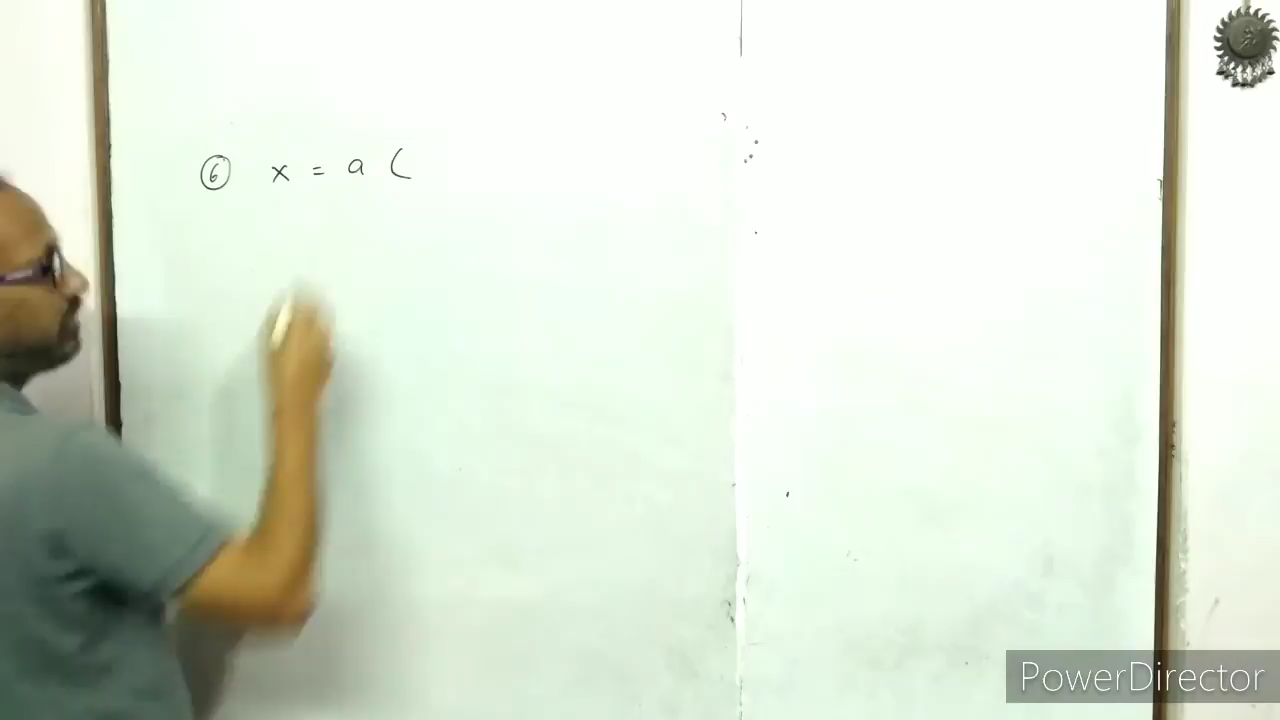 ⑥ x = a (
PowerDirector